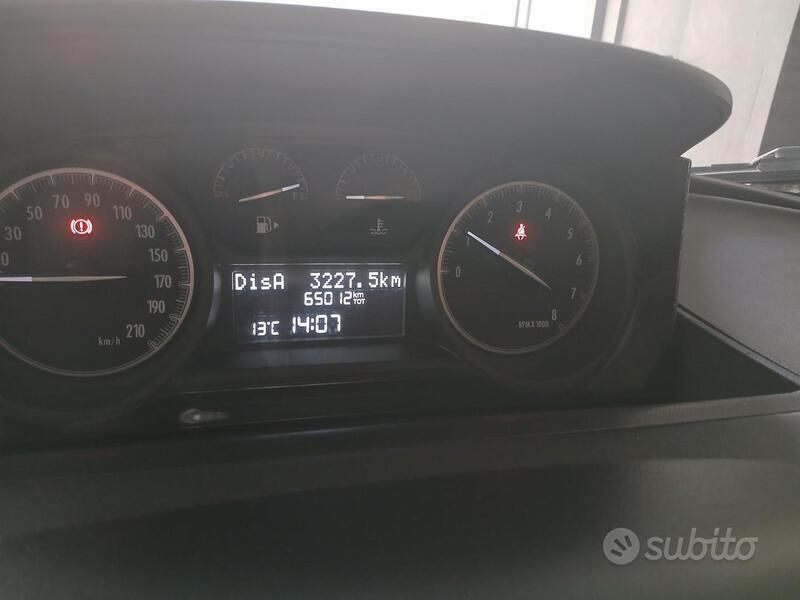 30 50 70 90 110 130 150 170 190 210
km/h
F
DisA 3227.5km
65012 km TOT
13°C 14:07
0 1 2 3 4 5 6 7 8
RPM X 1000
subito